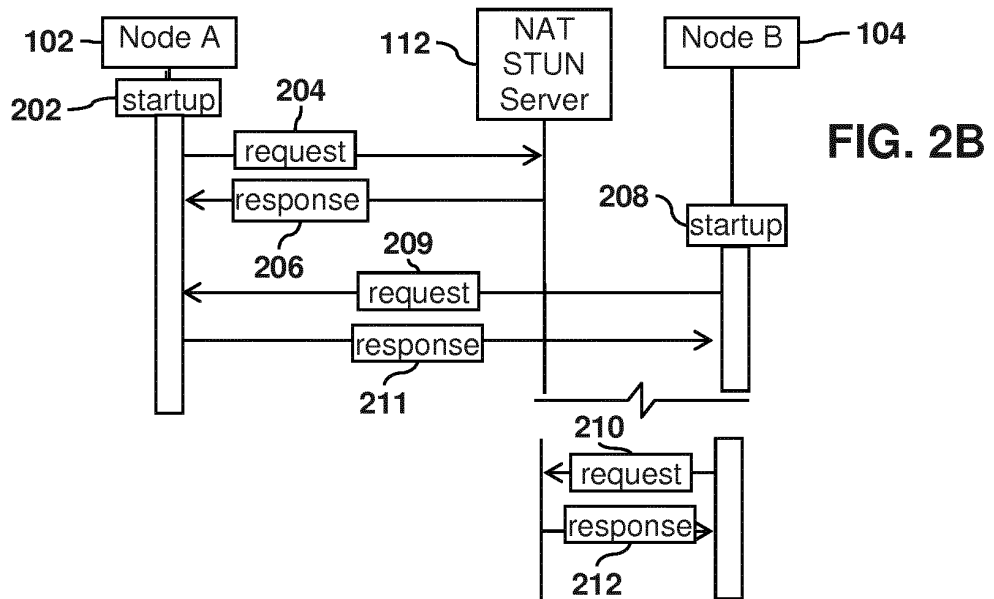 102
Node A
112
NAT
STUN
Server
Node B
104
202
startup
204
request
FIG. 2B
response
206
208
startup
209
request
response
211
210
request
response
212